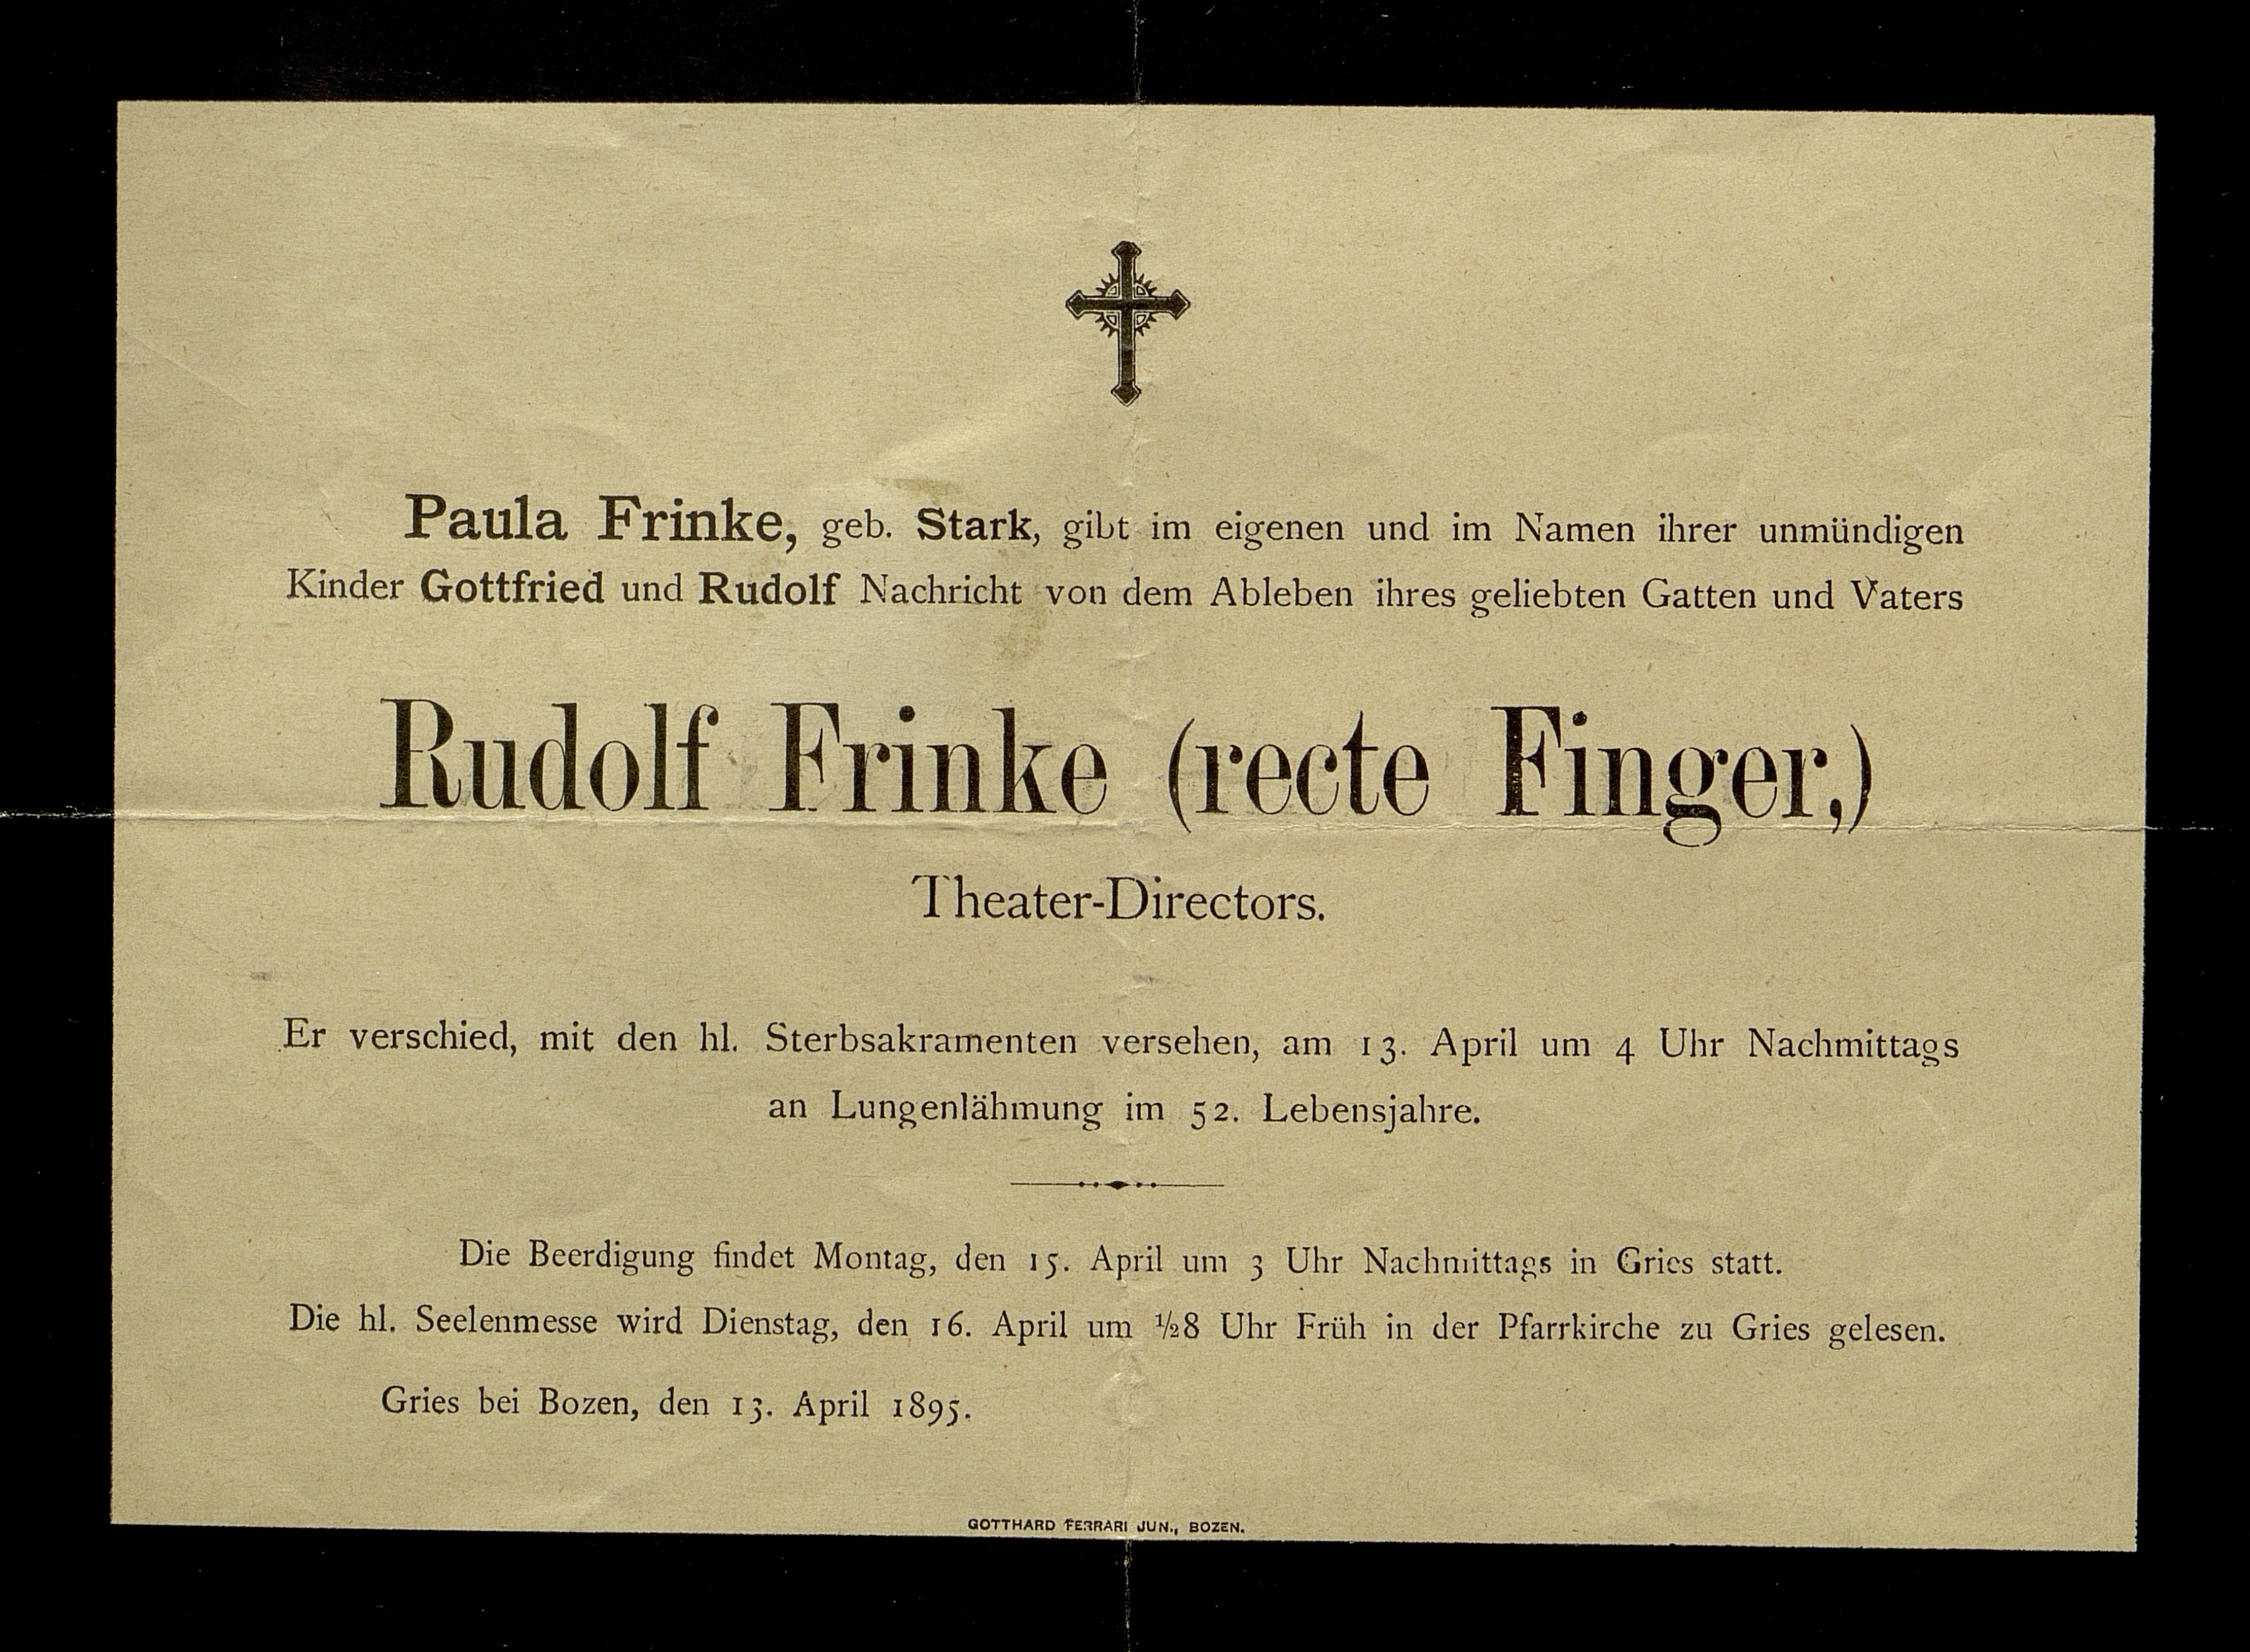 Paula Frinke, geb. Stark, gibt im eigenen und im Namen ihrer unmündigen
Kinder Gottfried und Rudolf Nachricht von dem Ableben ihres geliebten Gatten und Vaters
Rudolf Frinke (recte Finger,)
Theater-Directors.
Er verschied, mit den hl. Sterbsakramenten versehen, am 13. April um 4 Uhr Nachmittags
an Lungenlähmung im 52. Lebensjahre.
Die Beerdigung findet Montag, den 15. April um 3 Uhr Nachmittags in Gries statt.
Die hl. Seelenmesse wird Dienstag, den 16. April um ½8 Uhr Früh in der Pfarrkirche zu Gries gelesen.
Gries bei Bozen, den 13. April 1895.
GOTTHARD FERRARI JUN., BOZEN.